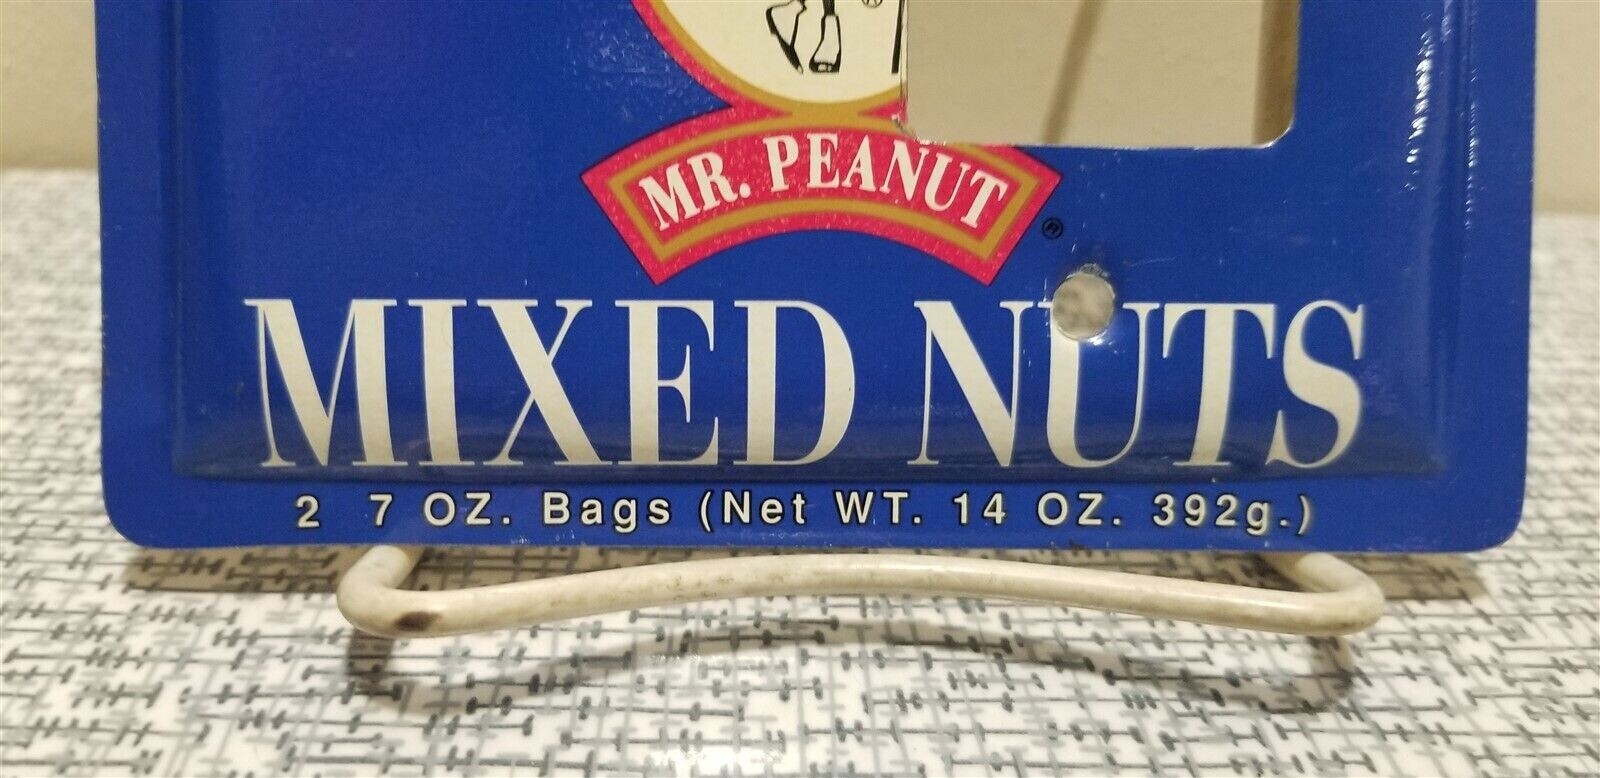 ®
MR. PEANUT
®
MIXED NUTS
2 7 OZ. Bags (Net WT. 14 OZ. 392g.)